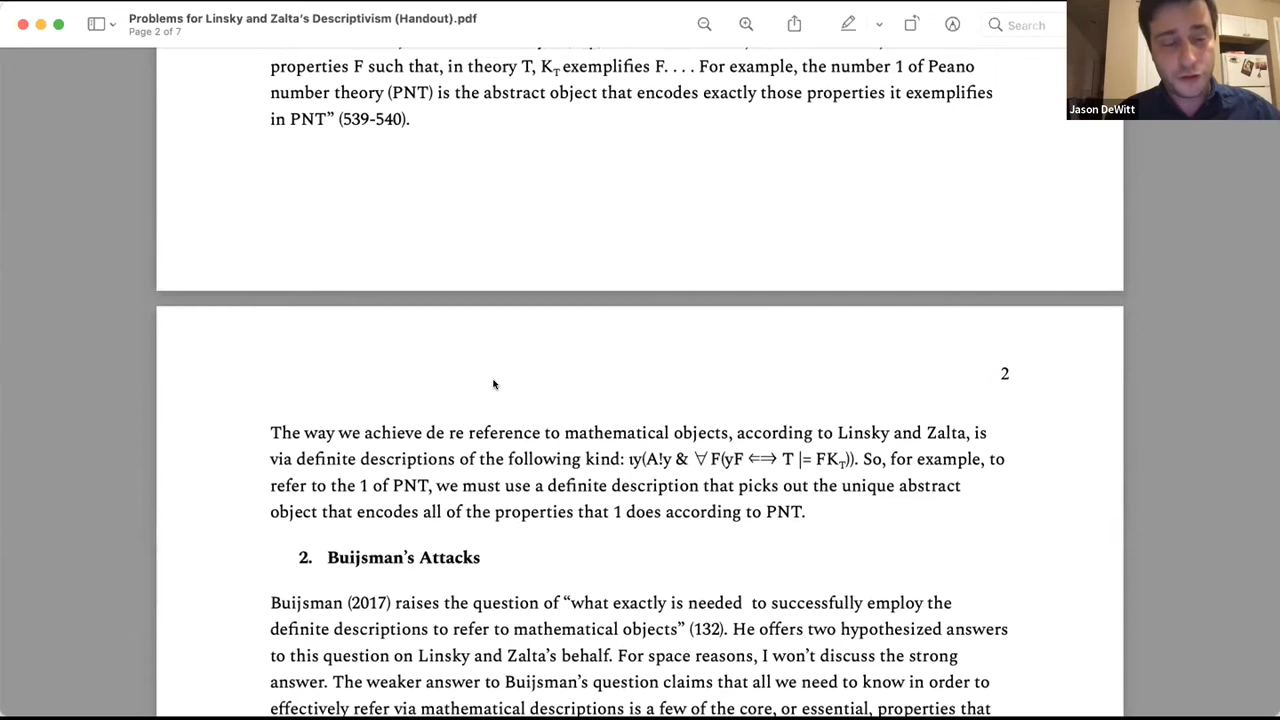 Problems for Linsky and Zalta's Descriptivism (Handout).pdf
Page 2 of 7
Search
Jason DeWitt
properties F such that, in theory T, K_T exemplifies F. . . . For example, the number 1 of Peano
number theory (PNT) is the abstract object that encodes exactly those properties it exemplifies
in PNT” (539-540).
2
The way we achieve de re reference to mathematical objects, according to Linsky and Zalta, is
via definite descriptions of the following kind: ıy(A!y & ∀F(yF ⟺ T |= FK_T)). So, for example, to
refer to the 1 of PNT, we must use a definite description that picks out the unique abstract
object that encodes all of the properties that 1 does according to PNT.
2. Buijsman’s Attacks
Buijsman (2017) raises the question of “what exactly is needed to successfully employ the
definite descriptions to refer to mathematical objects” (132). He offers two hypothesized answers
to this question on Linsky and Zalta’s behalf. For space reasons, I won’t discuss the strong
answer. The weaker answer to Buijsman’s question claims that all we need to know in order to
effectively refer via mathematical descriptions is a few of the core, or essential, properties that